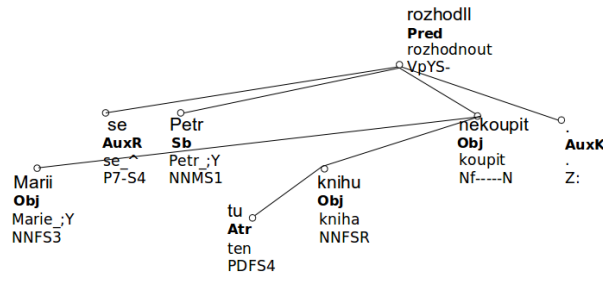 rozhodll
Pred
rozhodnout
VpYS-
se
AuxR
se_^
P7-S4
Petr
Sb
Petr_;Y
NNMS1
nekoupit
Obj
koupit
Nf-----N
.
AuxK
.
Z:
Marii
Obj
Marie_;Y
NNFS3
tu
Atr
ten
PDFS4
knihu
Obj
kniha
NNFSR